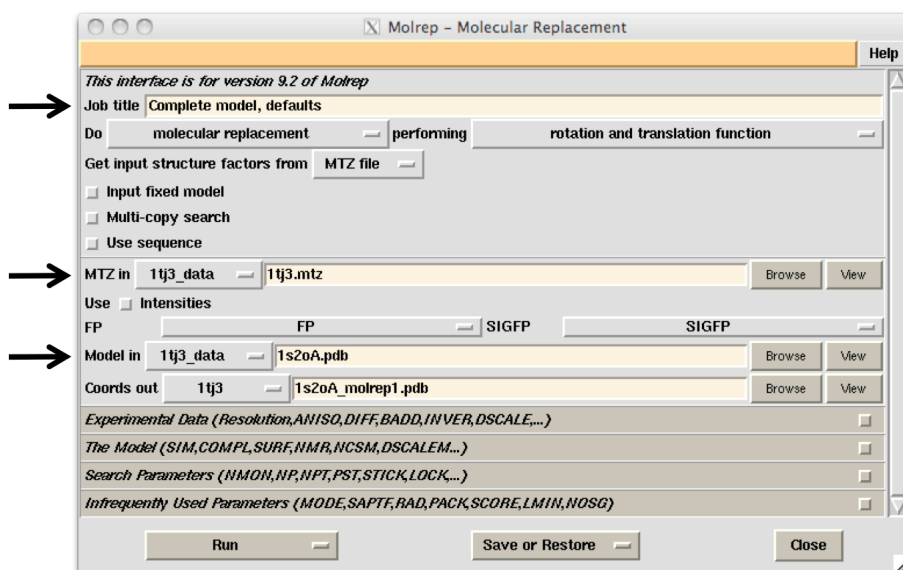 Molrep - Molecular Replacement
Help
This interface is for version 9.2 of Molrep
Job title Complete model, defaults
Do molecular replacement performing rotation and translation function
Get input structure factors from MTZ file
Input fixed model
Multi-copy search
Use sequence
MTZ in 1tj3_data 1tj3.mtz Browse View
Use Intensities
FP FP SIGFP SIGFP
Model in 1tj3_data 1s2oA.pdb Browse View
Coords out 1tj3 1s2oA_molrep1.pdb Browse View
Experimental Data (Resolution,ANISO,DIFF,BADD,INVER,DSCALE,...)
The Model (SIM,COMPL,SURF,NMR,NCSM,DSCALEM...)
Search Parameters (NMON,NP,NPT,PST,STICK,LOCK,...)
Infrequently Used Parameters (MODE,SAPTF,RAD,PACK,SCORE,LMIN,NOSG)
Run Save or Restore Close